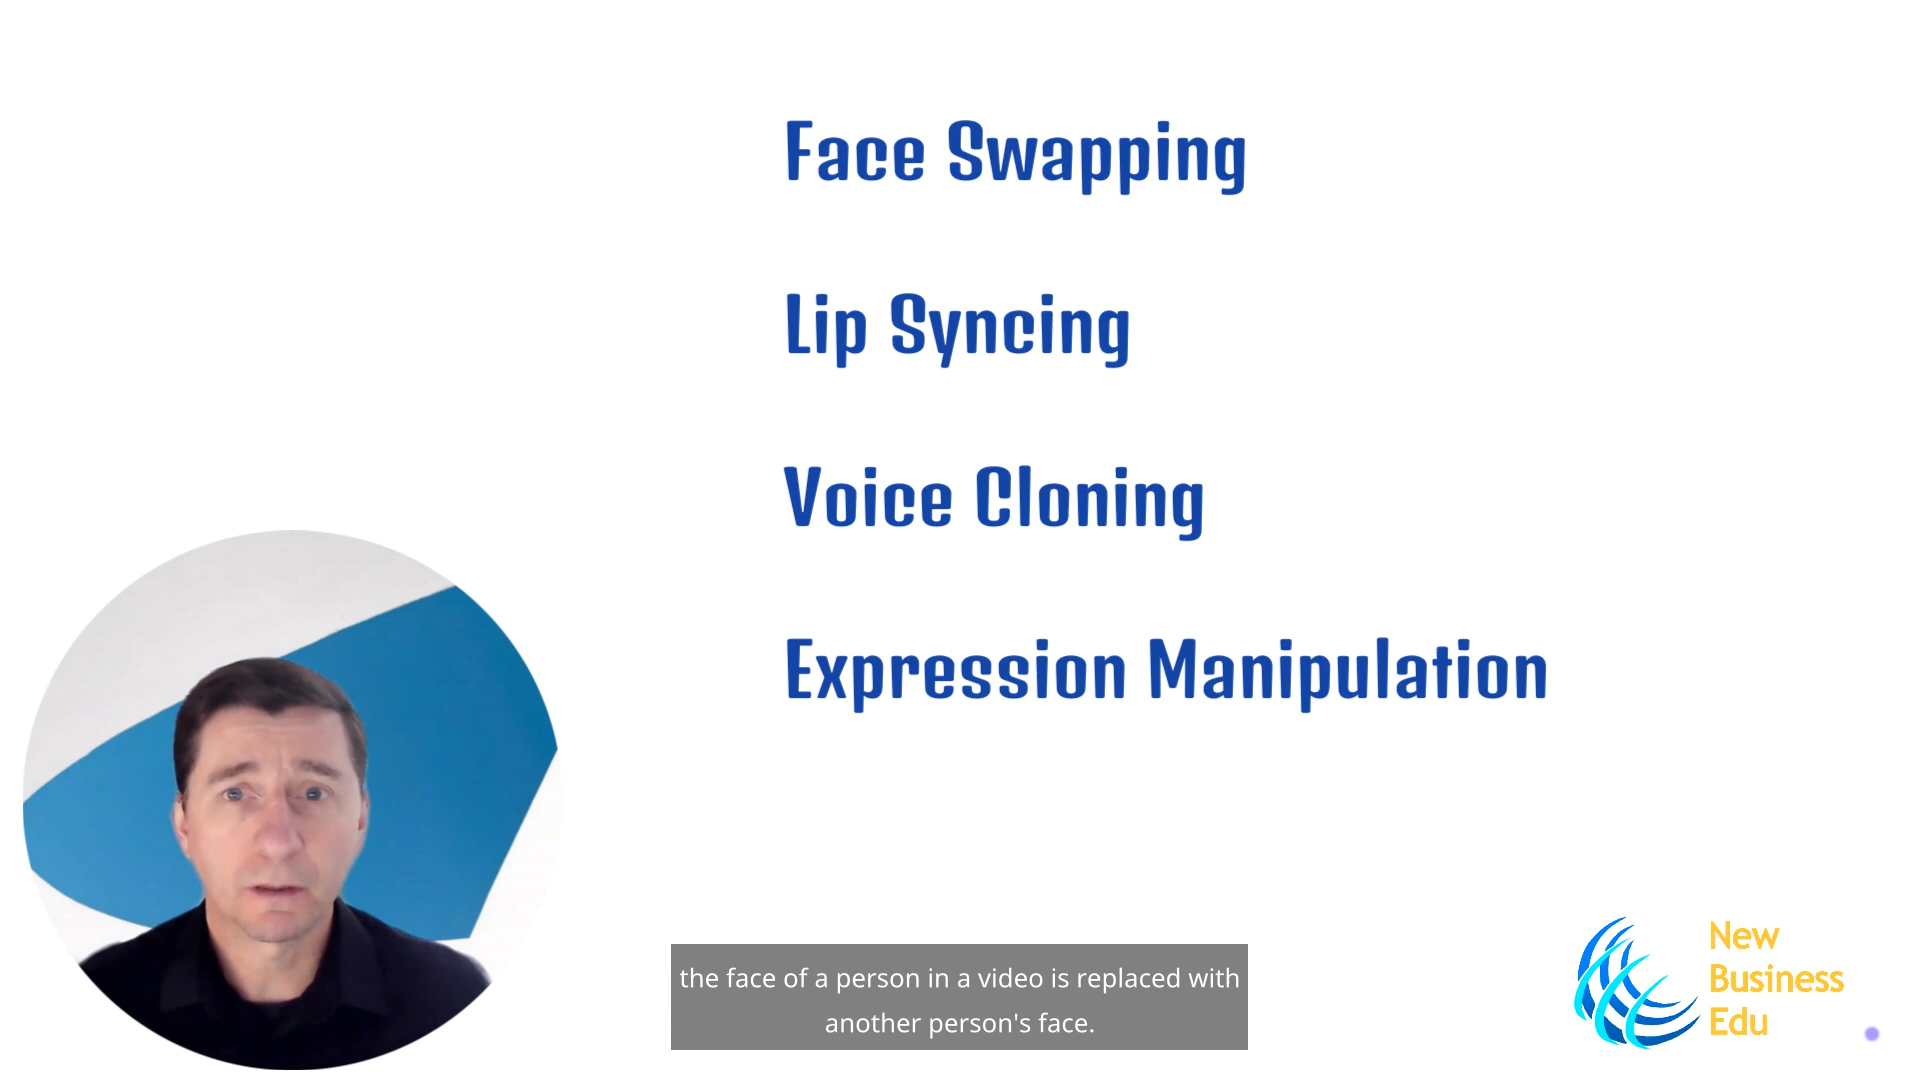 Face Swapping
Lip Syncing
Voice Cloning
Expression Manipulation
the face of a person in a video is replaced with
another person's face.
New
Business
Edu